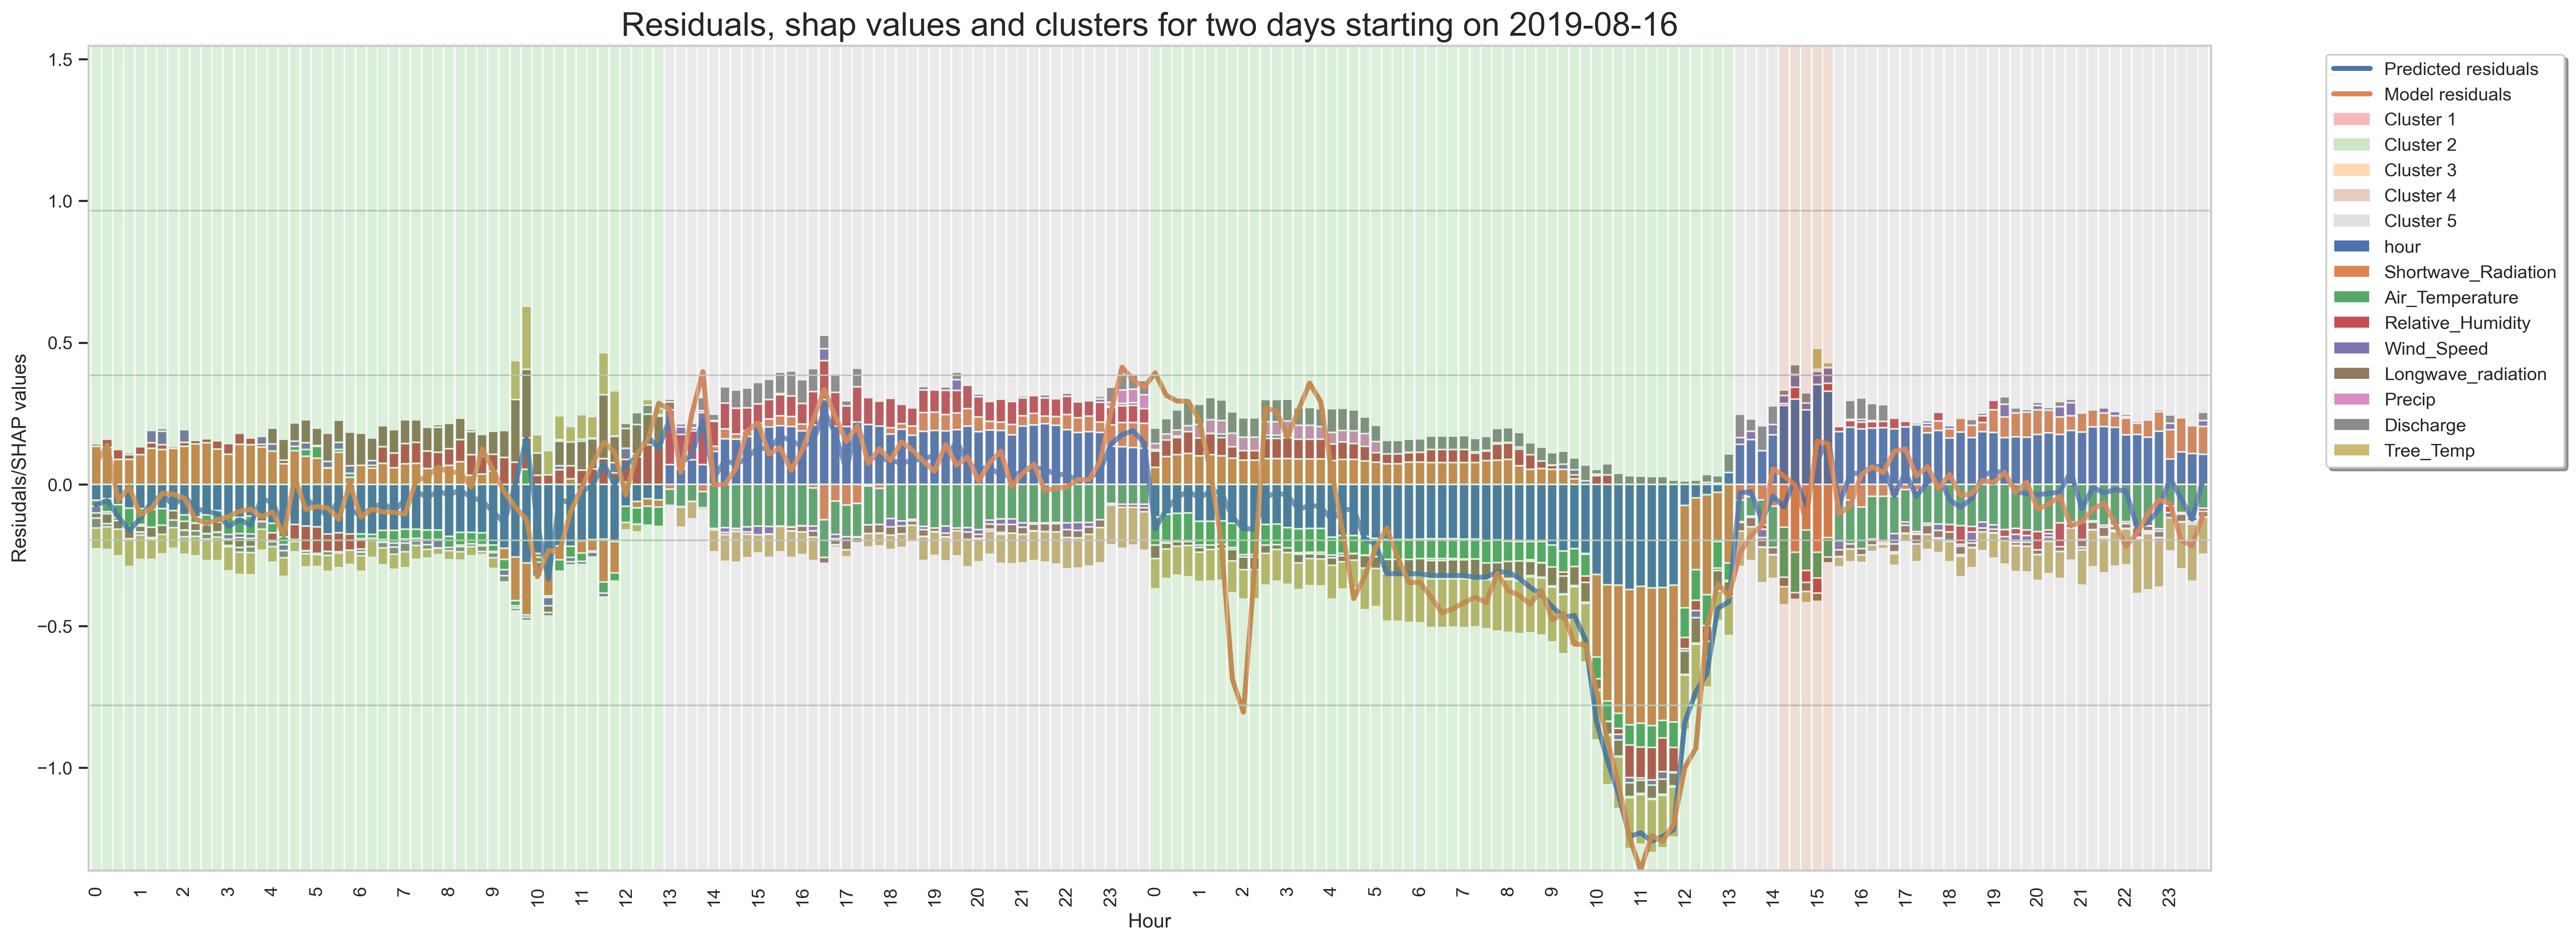 Residuals, shap values and clusters for two days starting on 2019-08-16
1.5
1.0
0.5
0.0
−0.5
−1.0
Resiudals/SHAP values
0 1 2 3 4 5 6 7 8 9 10 11 12 13 14 15 16 17 18 19 20 21 22 23 0 1 2 3 4 5 6 7 8 9 10 11 12 13 14 15 16 17 18 19 20 21 22 23
Hour
Predicted residuals
Model residuals
Cluster 1
Cluster 2
Cluster 3
Cluster 4
Cluster 5
hour
Shortwave_Radiation
Air_Temperature
Relative_Humidity
Wind_Speed
Longwave_radiation
Precip
Discharge
Tree_Temp